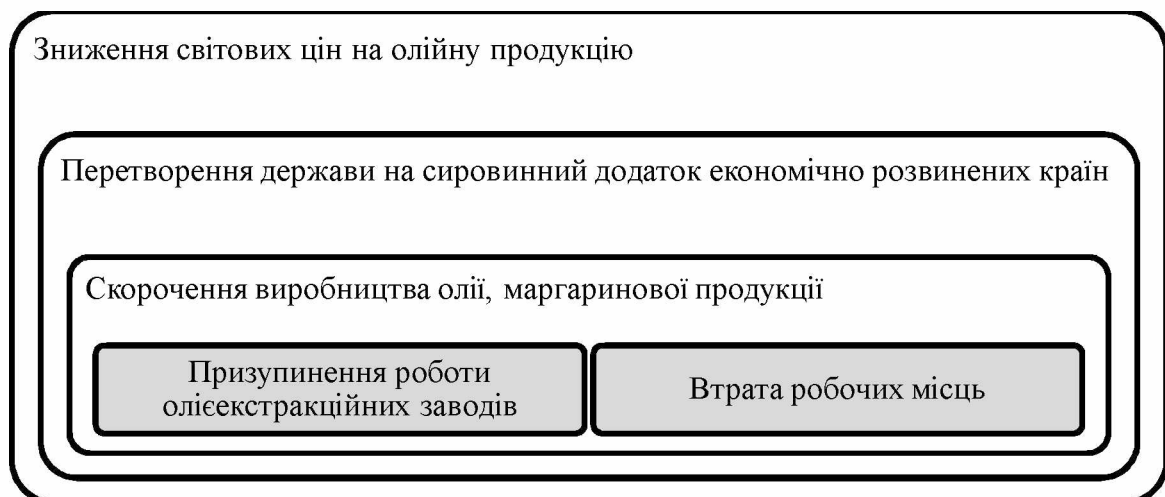 Зниження світових цін на олійну продукцію
Перетворення держави на сировинний додаток економічно розвинених країн
Скорочення виробництва олії, маргаринової продукції
Призупинення роботи
олієекстракційних заводів
Втрата робочих місць